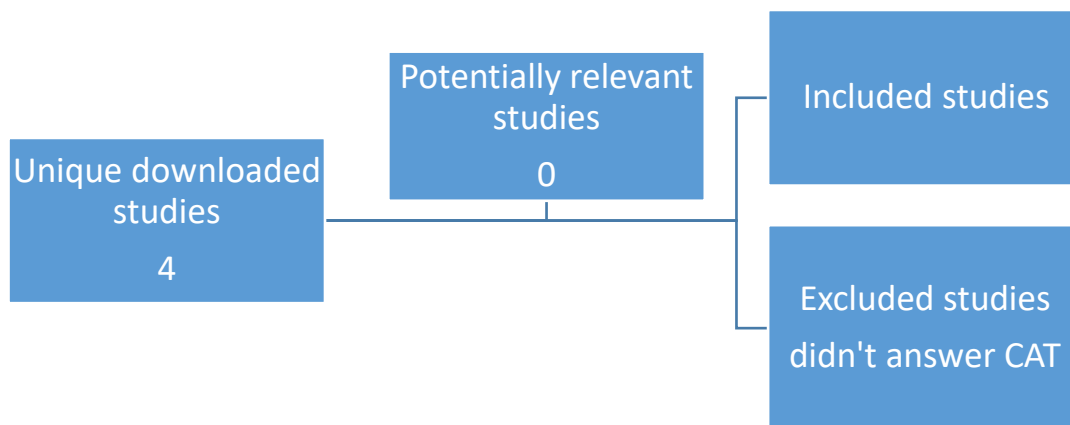 Unique downloaded
studies
4
Potentially relevant
studies
0
Included studies
Excluded studies
didn't answer CAT